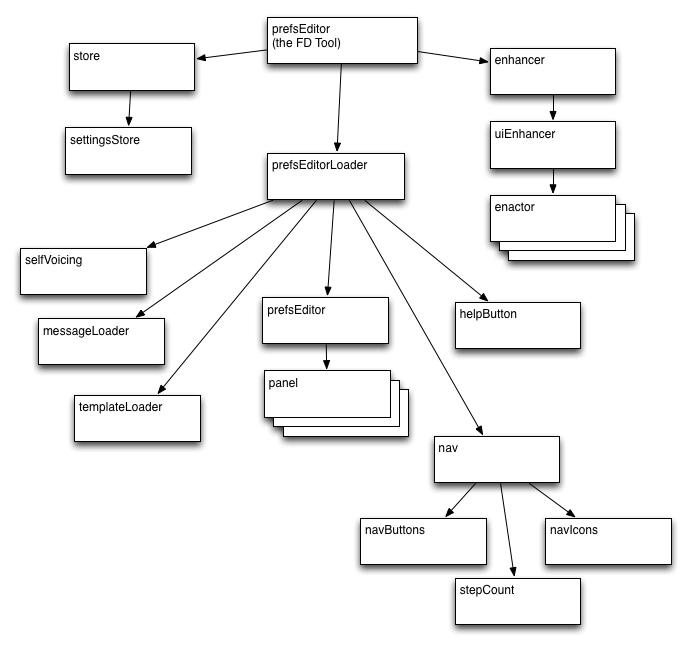 prefsEditor
(the FD Tool)
store
enhancer
settingsStore
uiEnhancer
prefsEditorLoader
enactor
selfVoicing
prefsEditor
helpButton
messageLoader
panel
templateLoader
nav
navButtons
navIcons
stepCount